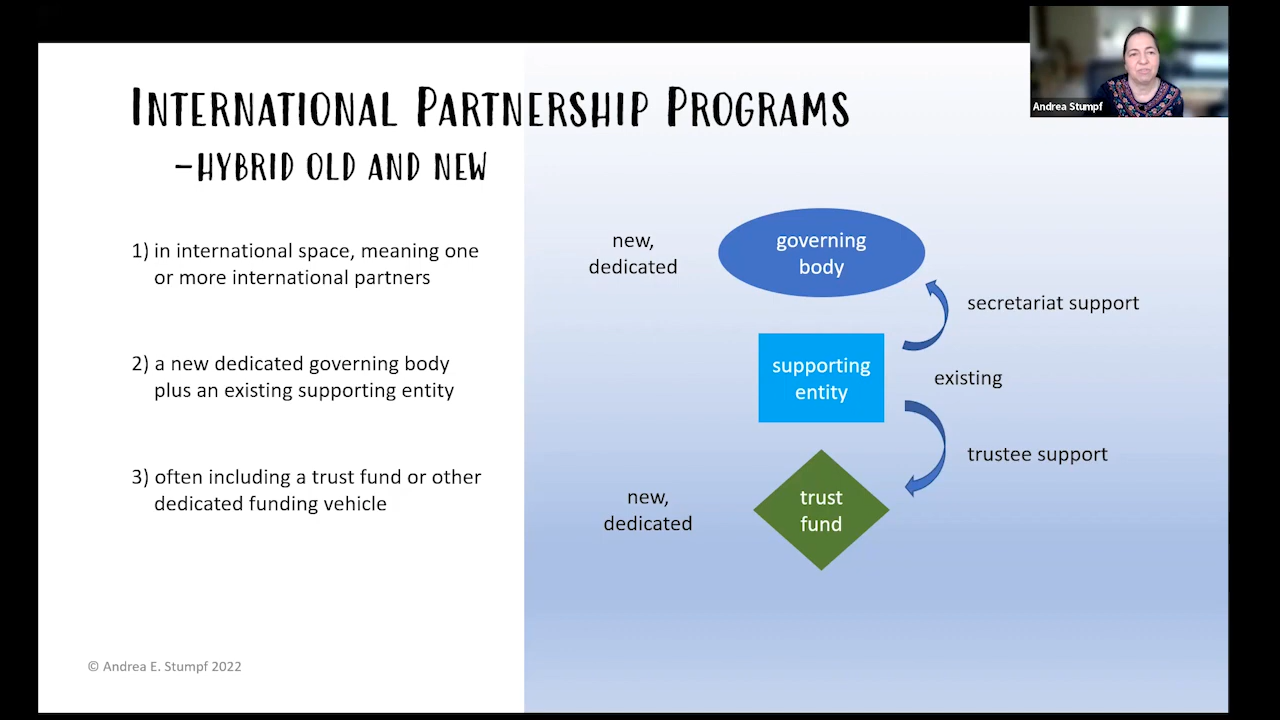 INTERNATIONAL PARTNERSHIP PROGRAMS
–HYBRID OLD AND NEW
1) in international space, meaning one
or more international partners
2) a new dedicated governing body
plus an existing supporting entity
3) often including a trust fund or other
dedicated funding vehicle
© Andrea E. Stumpf 2022
new,
dedicated
governing
body
secretariat support
supporting
entity
existing
trustee support
new,
dedicated
trust
fund
Andrea Stumpf